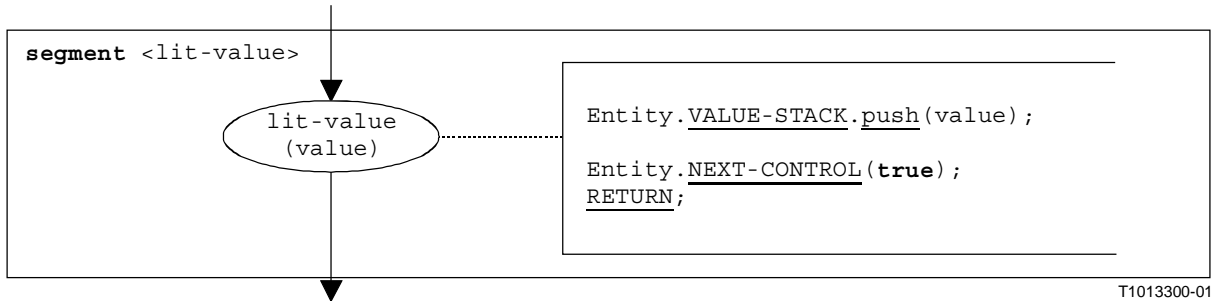 segment <lit-value>
lit-value
(value)
Entity.VALUE-STACK.push(value);
Entity.NEXT-CONTROL(true);
RETURN;
T1013300-01